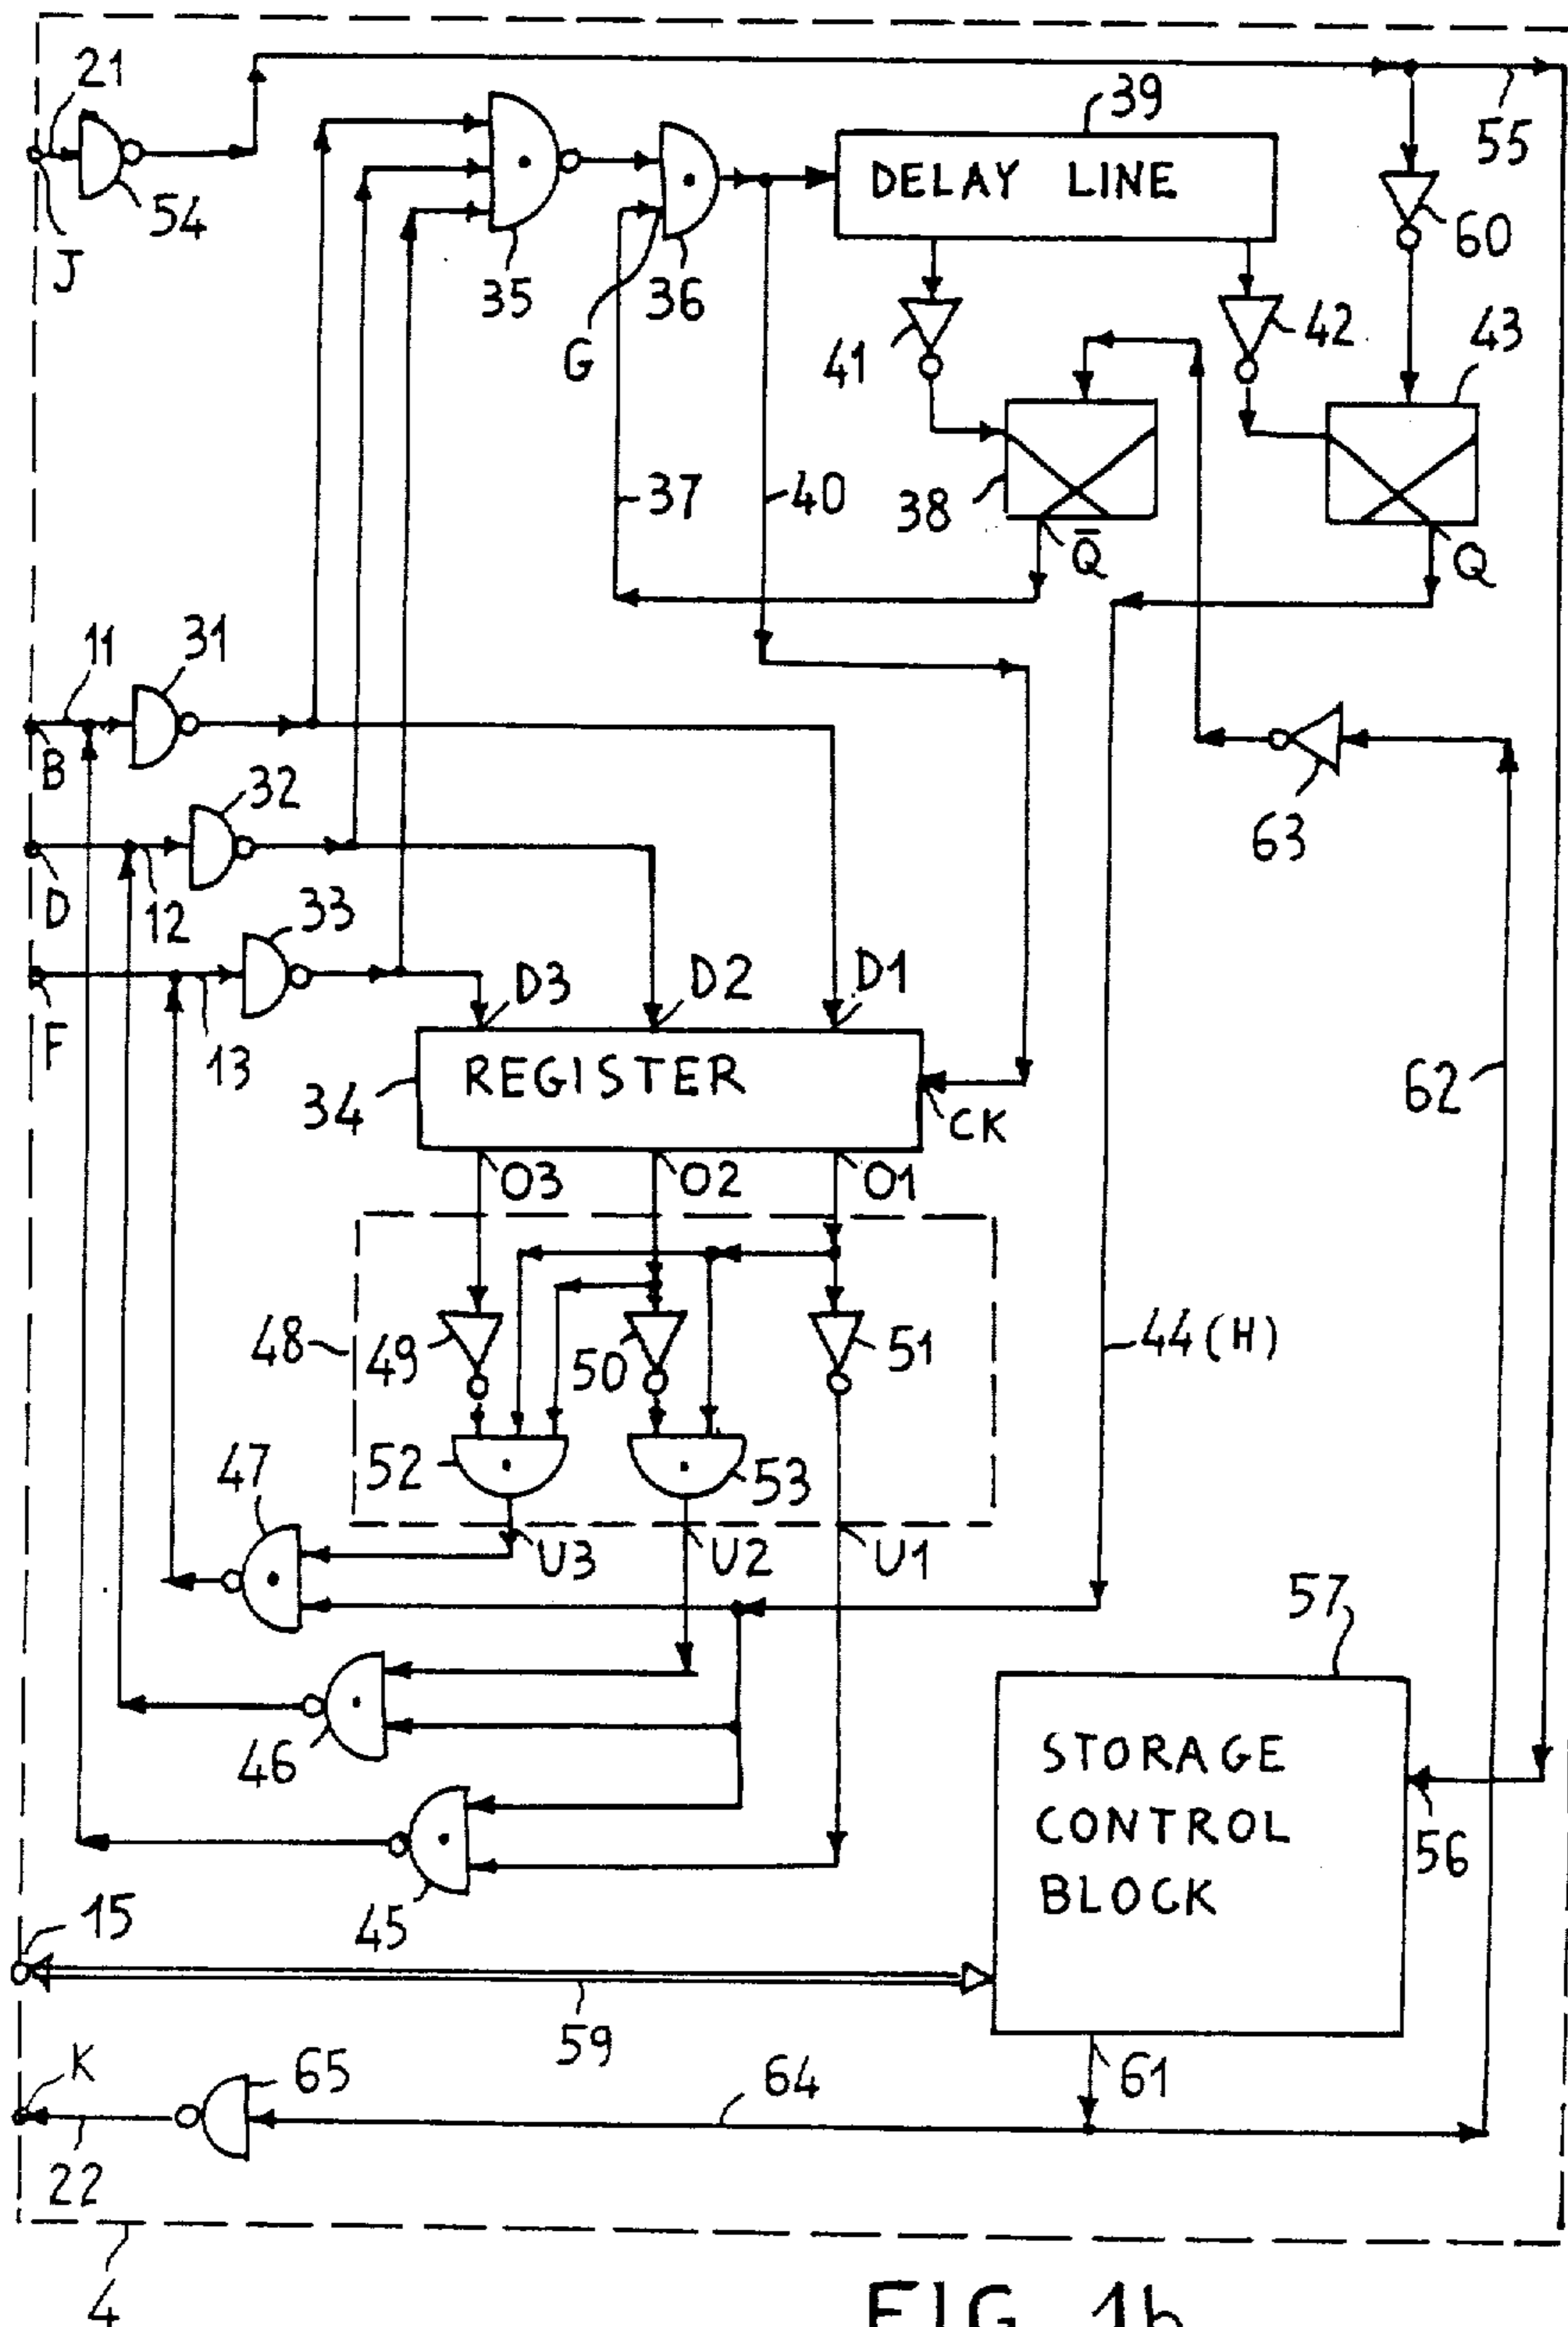 21
39
DELAY LINE
55
54
J
35
36
60
G
41
42
43
37
40
38
Q̄
Q
11
31
B
32
63
D
12
33
F
13
D3
D2
D1
REGISTER
34
CK
62
O3
O2
O1
48
49
50
51
44 (H)
47
52
53
U3
U2
U1
57
46
STORAGE
CONTROL
BLOCK
56
45
15
59
K
65
64
61
22
4
FIG. 1b